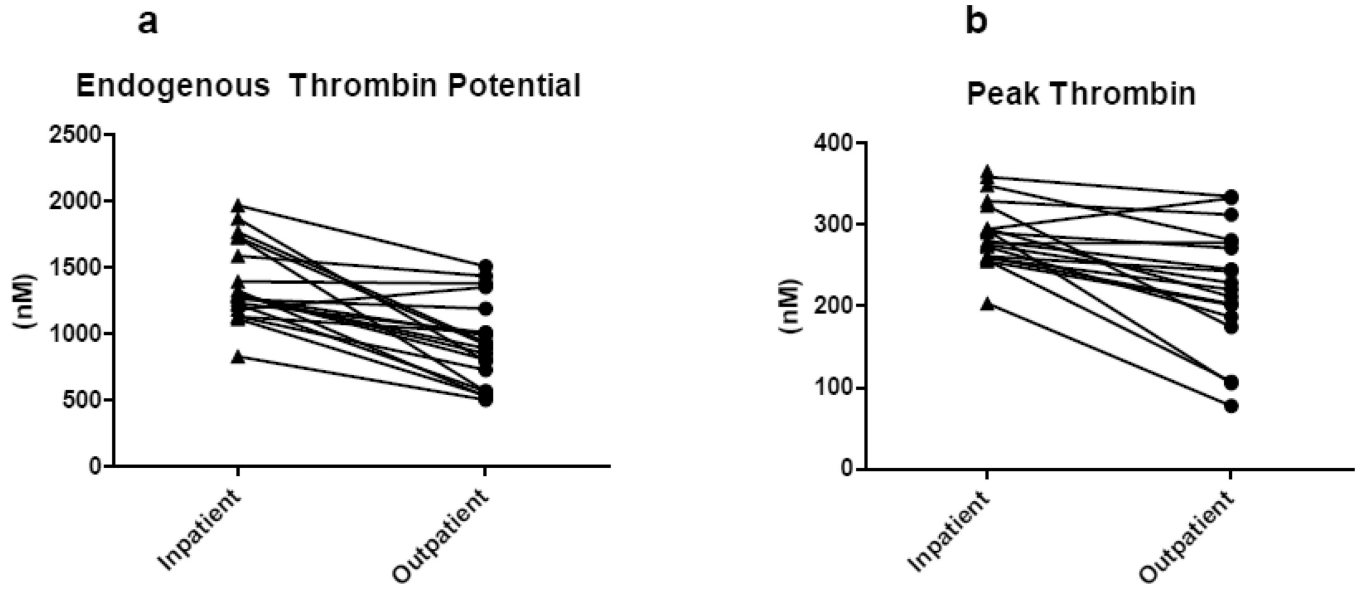 a
Endogenous Thrombin Potential
2500
2000
1500
1000
500
0
(nM)
Inpatient
Outpatient
b
Peak Thrombin
400
300
200
100
0
(nM)
Inpatient
Outpatient